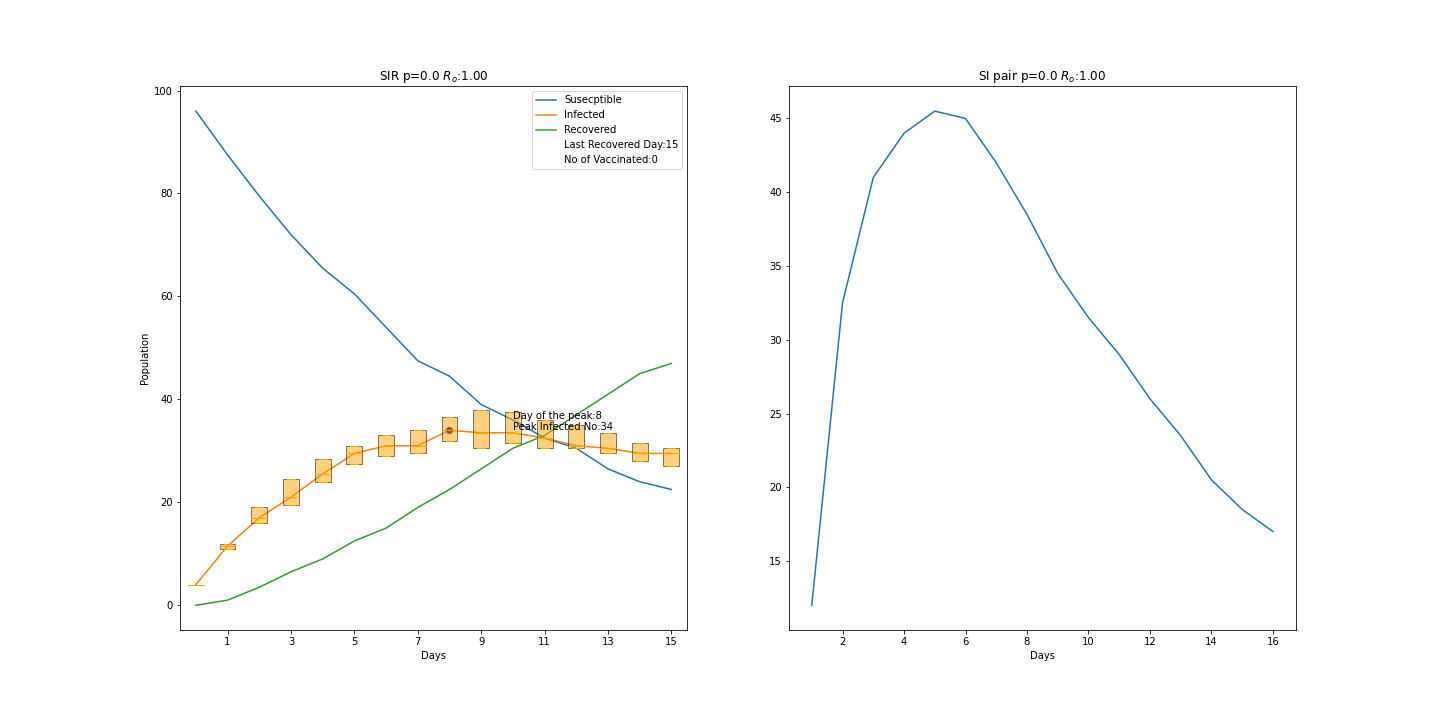 SIR p=0.0 Rₒ:1.00
100
80
60
40
20
0
Population
Susecptible
Infected
Recovered
Last Recovered Day:15
No of Vaccinated:0
Day of the peak:8
Peak Infected No:34
1 3 5 7 9 11 13 15
Days
SI pair p=0.0 Rₒ:1.00
45
40
35
30
25
20
15
2 4 6 8 10 12 14 16
Days